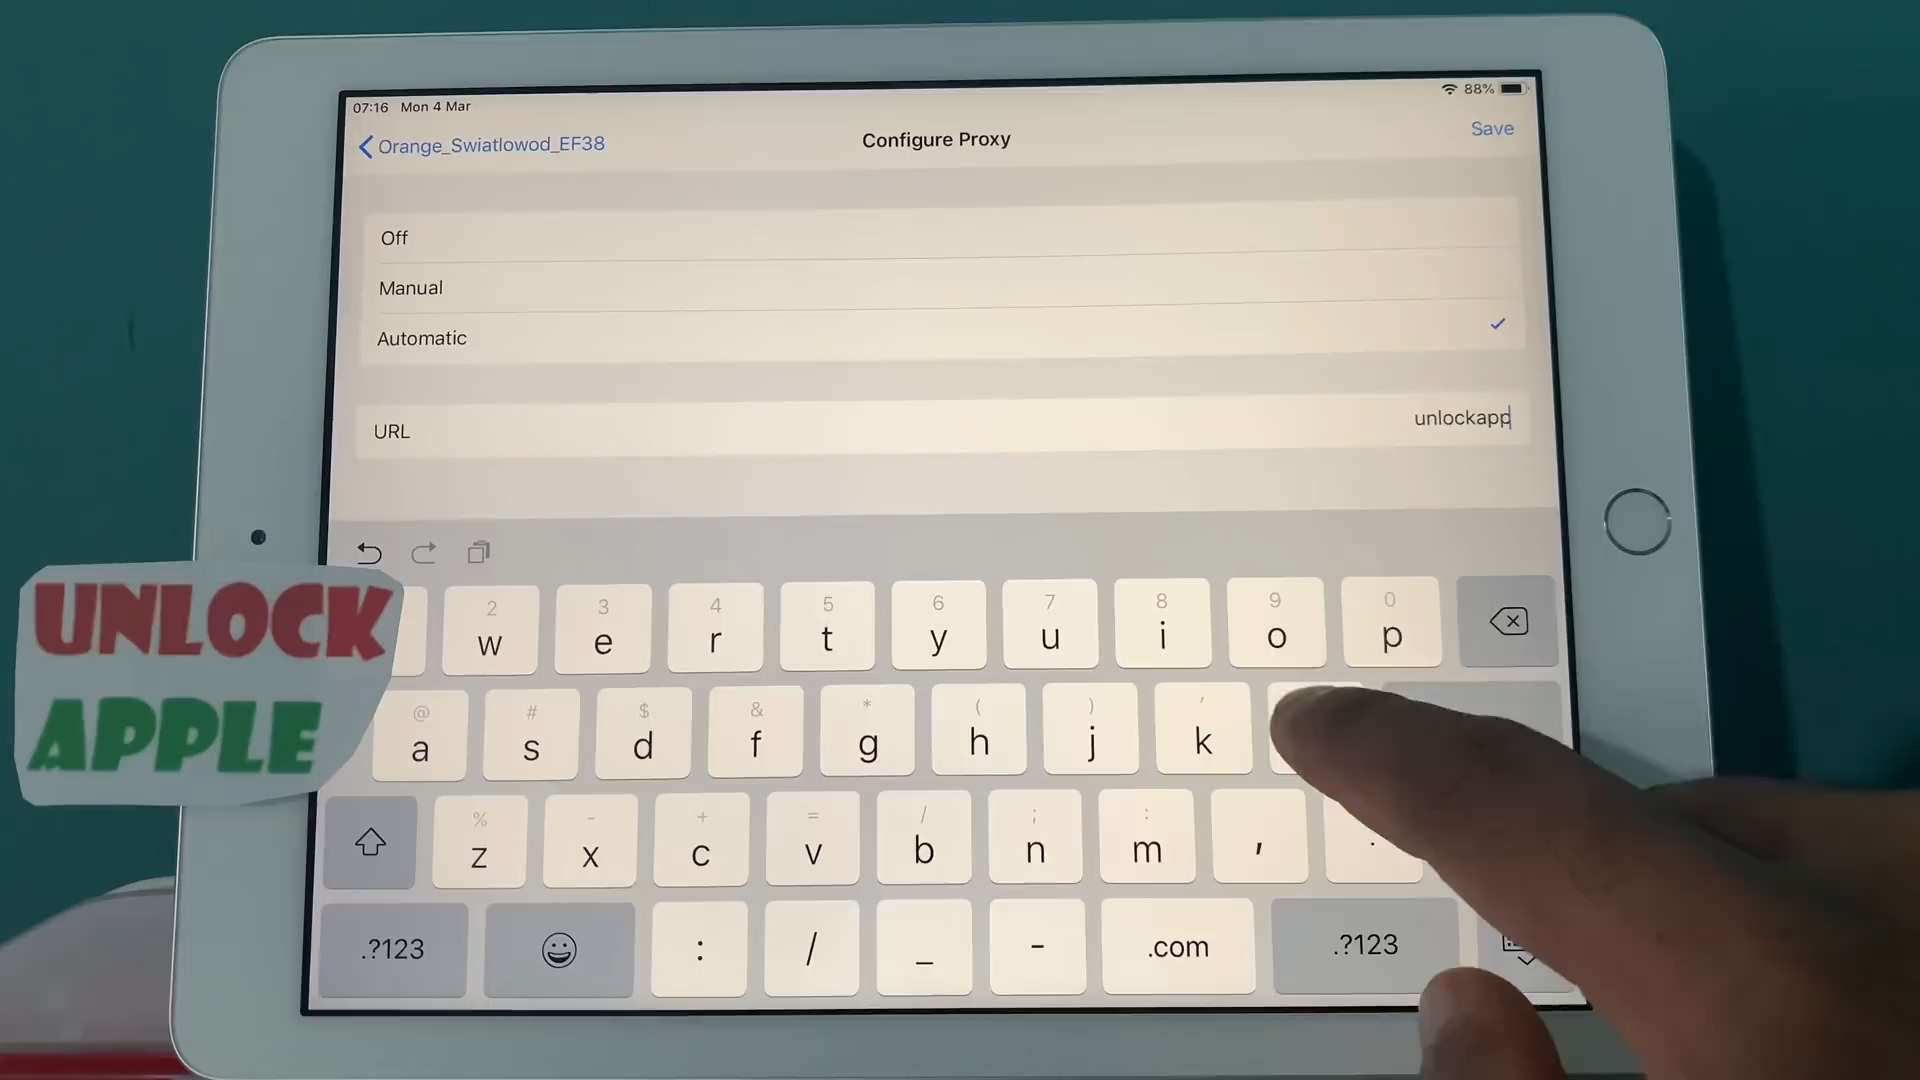 07:16 Mon 4 Mar
88%
Orange_Swiatlowod_EF38
Configure Proxy
Save
Off
Manual
Automatic
URL
unlockapp
UNLOCK
APPLE
2 3 4 5 6 7 8 9 0
w e r t y u i o p
@ # $ & * ( ) '
a s d f g h j k
% - + = / ; :
z x c v b n m , .
.?123 : / _ - .com .?123